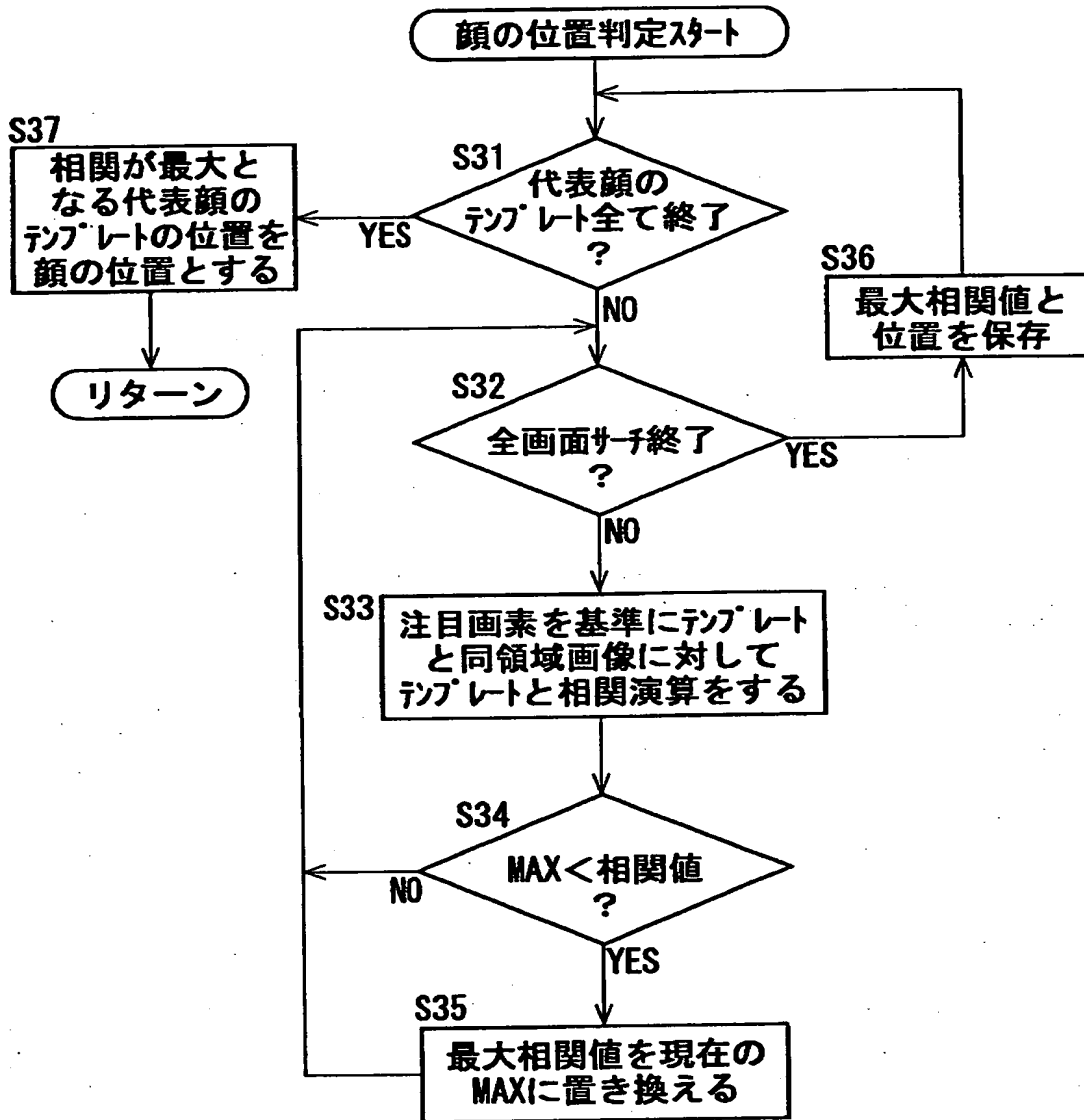 顔の位置判定スタート
S37
相関が最大と
なる代表顔の
テンプレートの位置を
顔の位置とする
リターン
S31
代表顔の
テンプレート全て終了
?
YES
NO
S36
最大相関値と
位置を保存
S32
全画面サーチ終了
?
YES
NO
S33
注目画素を基準にテンプレート
と同領域画像に対して
テンプレートと相関演算をする
S34
MAX<相関値
?
NO
YES
S35
最大相関値を現在の
MAXに置き換える